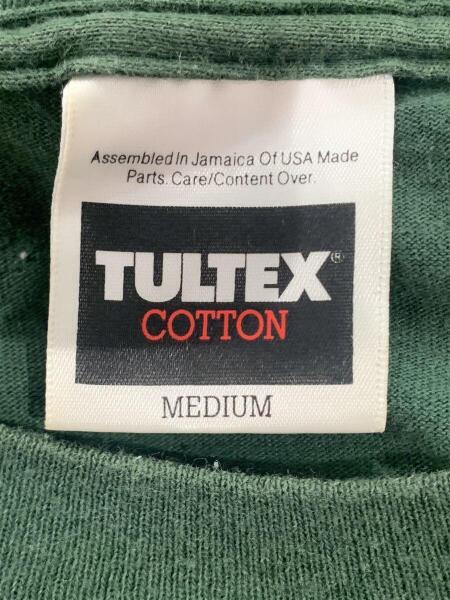 Assembled In Jamaica Of USA Made
Parts. Care/Content Over.
TULTEX®
COTTON
MEDIUM